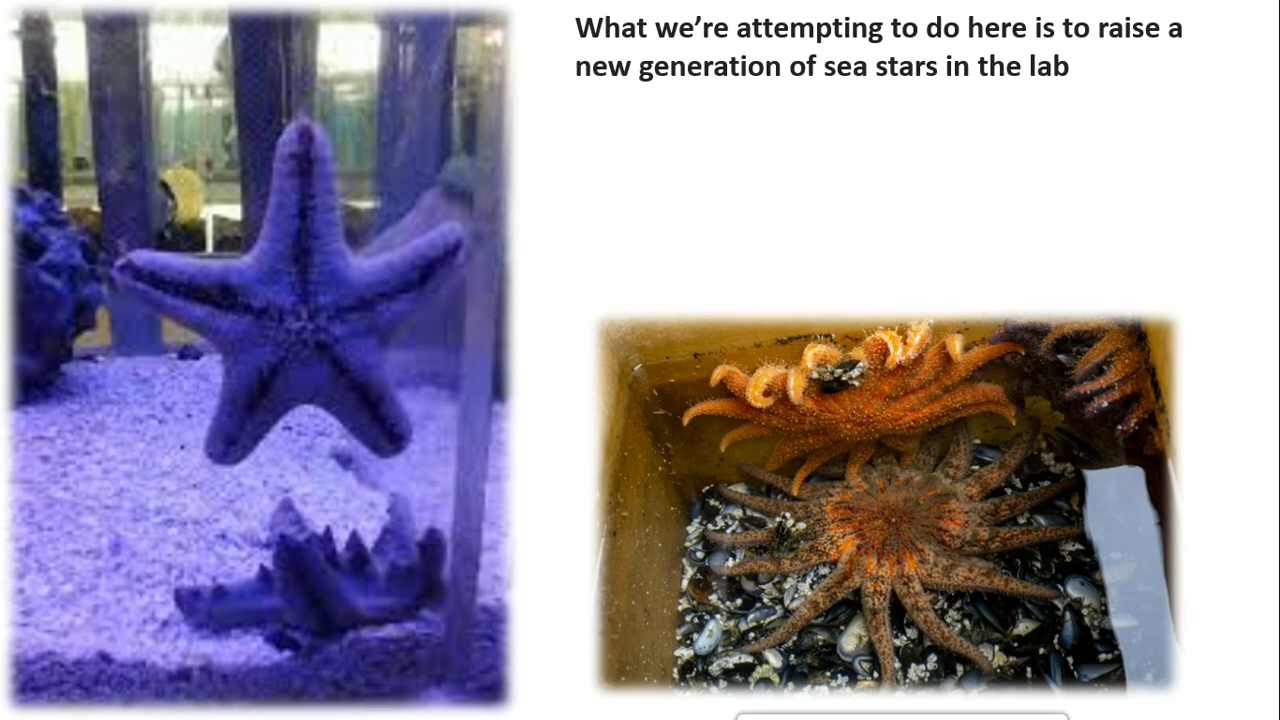 What we’re attempting to do here is to raise a
new generation of sea stars in the lab